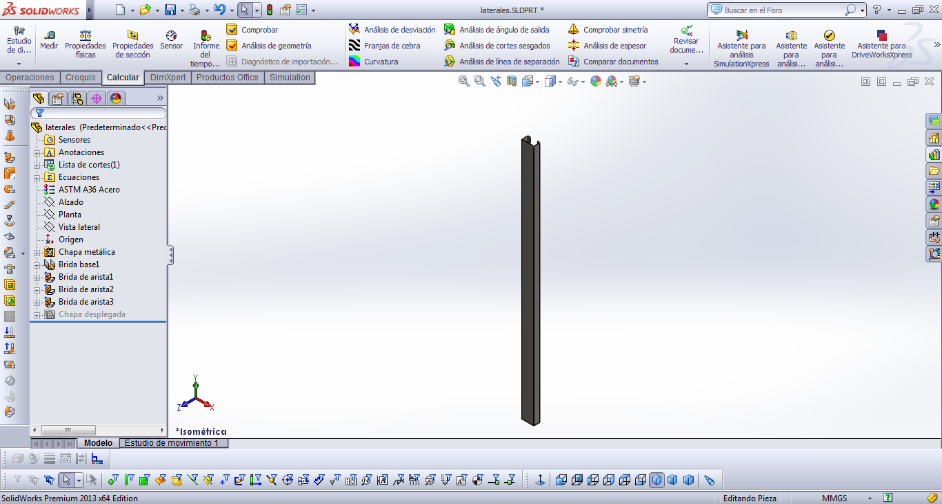 SOLIDWORKS
laterales.SLDPRT *
Buscar en el Foro
Estudio de di...
Medir
Propiedades físicas
Propiedades de sección
Sensor
Informe del tiempo...
Comprobar
Análisis de geometría
Diagnóstico de importación...
Análisis de desviación
Franjas de cebra
Curvatura
Análisis de ángulo de salida
Análisis de cortes sesgados
Análisis de línea de separación
Comprobar simetría
Análisis de espesor
Comparar documentos
Revisar docume...
Asistente para análisis SimulationXpress
Asistente para análisi...
Asistente para análisi...
Asistente para DriveWorksXpress
Operaciones
Croquis
Calcular
DimXpert
Productos Office
Simulation
laterales (Predeterminado<<Prec
Sensores
Anotaciones
Lista de cortes(1)
Ecuaciones
ASTM A36 Acero
Alzado
Planta
Vista lateral
Origen
Chapa metálica
Brida base1
Brida de arista1
Brida de arista2
Brida de arista3
Chapa desplegada
Y
Z
X
*Isométrica
Modelo
Estudio de movimiento 1
SolidWorks Premium 2013 x64 Edition
Editando Pieza
MMGS